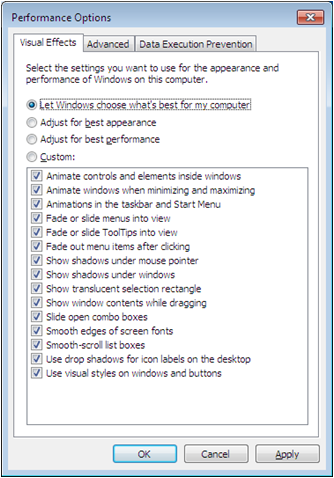 Performance Options
Visual Effects
Advanced
Data Execution Prevention
Select the settings you want to use for the appearance and
performance of Windows on this computer.
Let Windows choose what's best for my computer
Adjust for best appearance
Adjust for best performance
Custom:
Animate controls and elements inside windows
Animate windows when minimizing and maximizing
Animations in the taskbar and Start Menu
Fade or slide menus into view
Fade or slide ToolTips into view
Fade out menu items after clicking
Show shadows under mouse pointer
Show shadows under windows
Show translucent selection rectangle
Show window contents while dragging
Slide open combo boxes
Smooth edges of screen fonts
Smooth-scroll list boxes
Use drop shadows for icon labels on the desktop
Use visual styles on windows and buttons
OK
Cancel
Apply